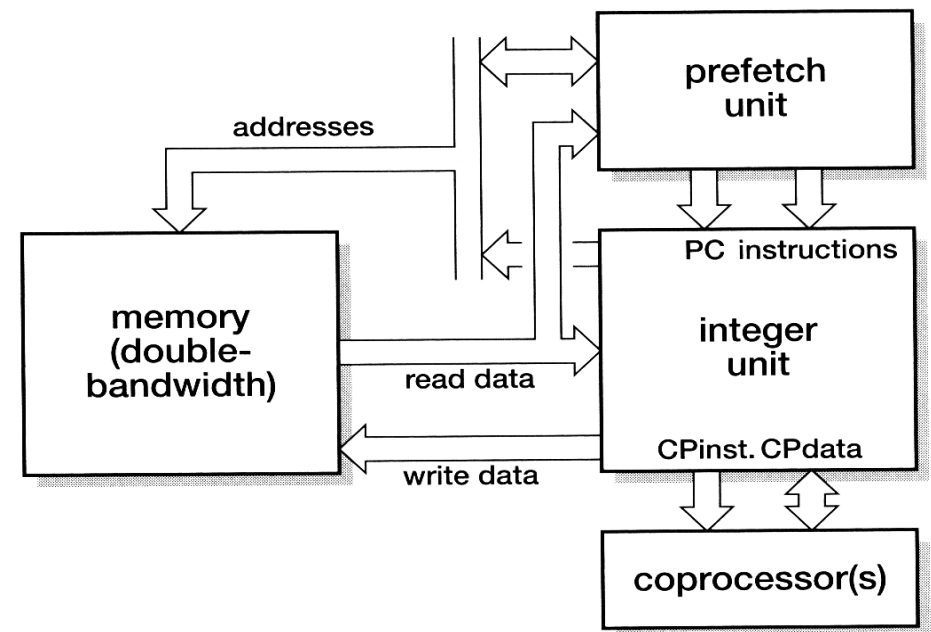 prefetch
unit
addresses
PC instructions
memory
(double-
bandwidth)
integer
unit
read data
CPinst. CPdata
write data
coprocessor(s)